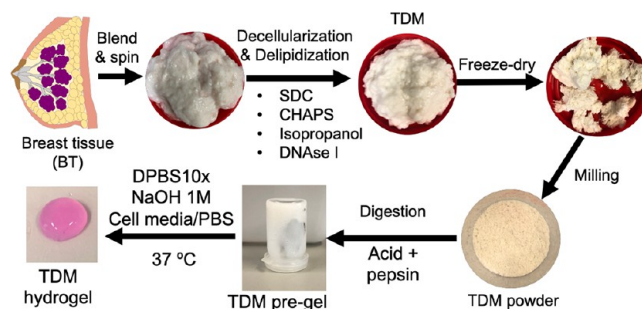 Blend
& spin
Breast tissue
(BT)
Decellularization
& Delipidization
• SDC
• CHAPS
• Isopropanol
• DNAse I
TDM
Freeze-dry
Milling
TDM powder
Digestion
Acid +
pepsin
TDM pre-gel
DPBS10x
NaOH 1M
Cell media/PBS
37 ºC
TDM
hydrogel